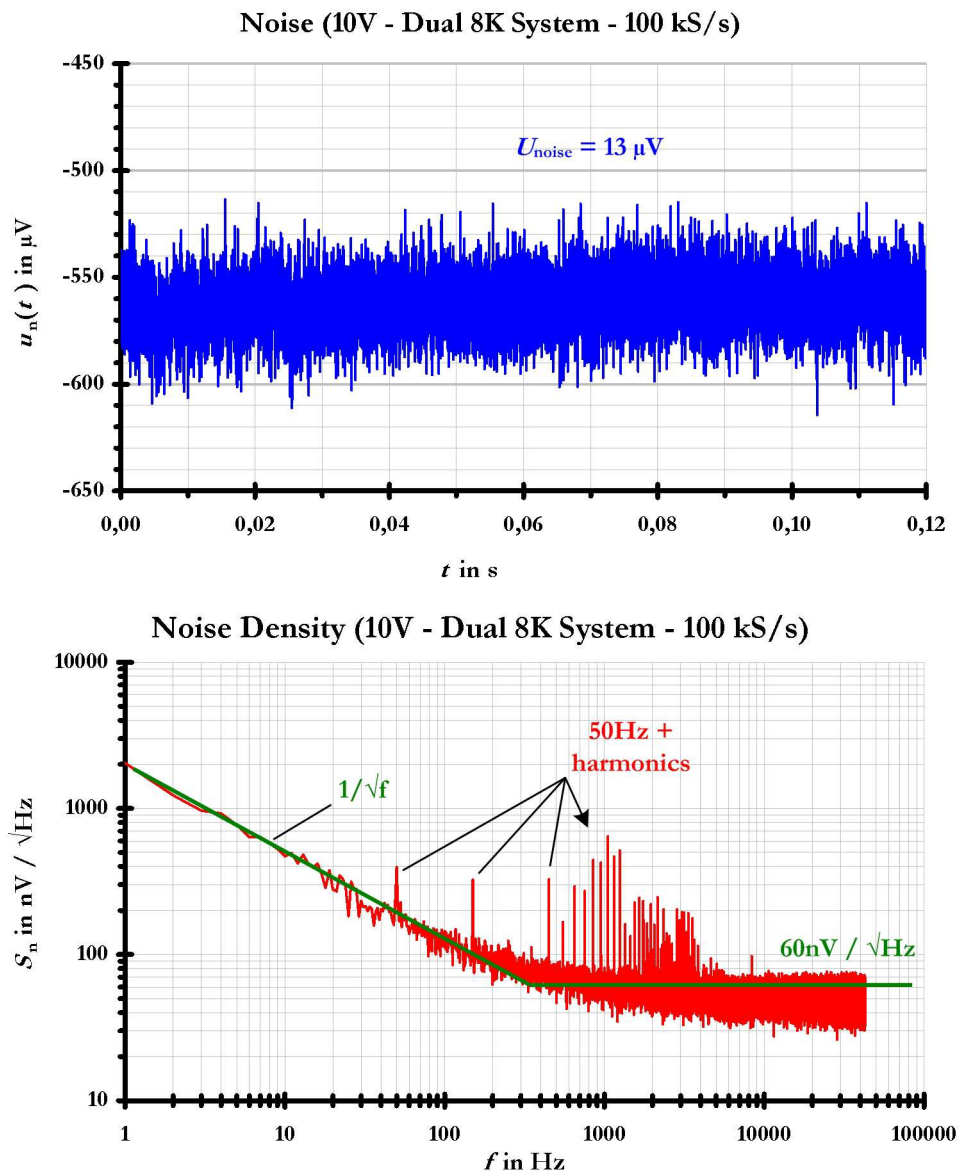 Noise (10V - Dual 8K System - 100 kS/s)
-450
-500
-550
-600
-650
u_n(t) in µV
U_noise = 13 µV
0,00 0,02 0,04 0,06 0,08 0,10 0,12
t in s
Noise Density (10V - Dual 8K System - 100 kS/s)
10000
1000
100
10
S_n in nV / √Hz
50Hz +
harmonics
1/√f
60nV / √Hz
1 10 100 1000 10000 100000
f in Hz